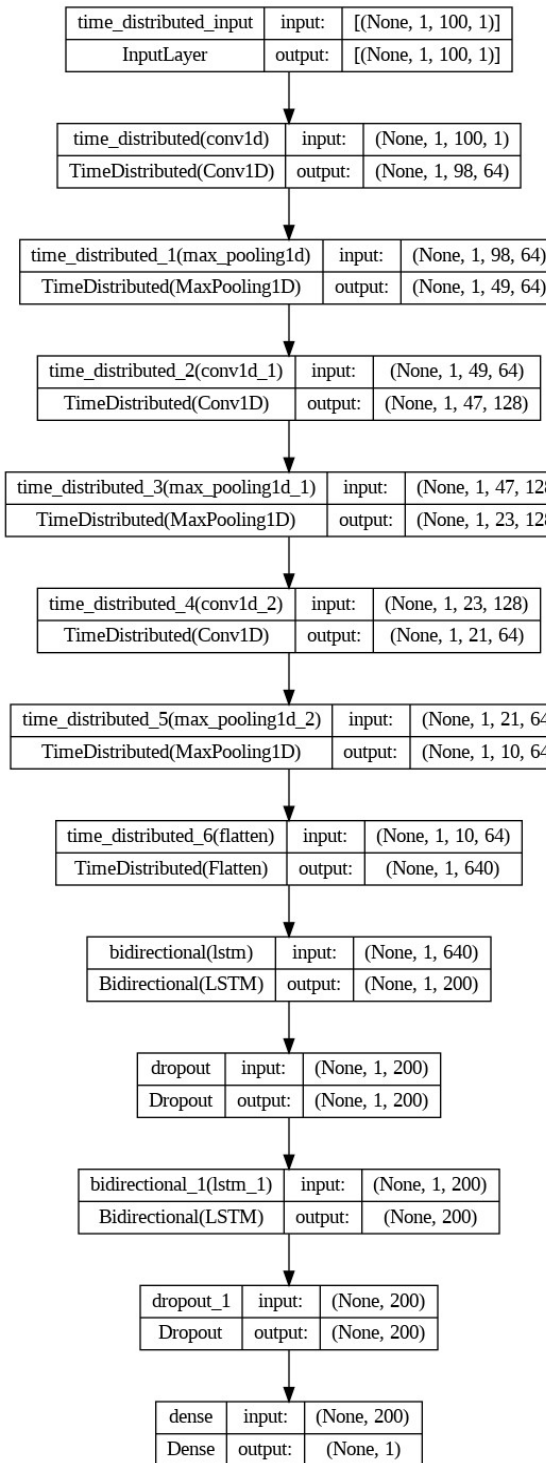 time_distributed_input input: [(None, 1, 100, 1)]
InputLayer output: [(None, 1, 100, 1)]
time_distributed(conv1d) input: (None, 1, 100, 1)
TimeDistributed(Conv1D) output: (None, 1, 98, 64)
time_distributed_1(max_pooling1d) input: (None, 1, 98, 64)
TimeDistributed(MaxPooling1D) output: (None, 1, 49, 64)
time_distributed_2(conv1d_1) input: (None, 1, 49, 64)
TimeDistributed(Conv1D) output: (None, 1, 47, 128)
time_distributed_3(max_pooling1d_1) input: (None, 1, 47, 128
TimeDistributed(MaxPooling1D) output: (None, 1, 23, 128
time_distributed_4(conv1d_2) input: (None, 1, 23, 128)
TimeDistributed(Conv1D) output: (None, 1, 21, 64)
time_distributed_5(max_pooling1d_2) input: (None, 1, 21, 64
TimeDistributed(MaxPooling1D) output: (None, 1, 10, 64
time_distributed_6(flatten) input: (None, 1, 10, 64)
TimeDistributed(Flatten) output: (None, 1, 640)
bidirectional(lstm) input: (None, 1, 640)
Bidirectional(LSTM) output: (None, 1, 200)
dropout input: (None, 1, 200)
Dropout output: (None, 1, 200)
bidirectional_1(lstm_1) input: (None, 1, 200)
Bidirectional(LSTM) output: (None, 200)
dropout_1 input: (None, 200)
Dropout output: (None, 200)
dense input: (None, 200)
Dense output: (None, 1)